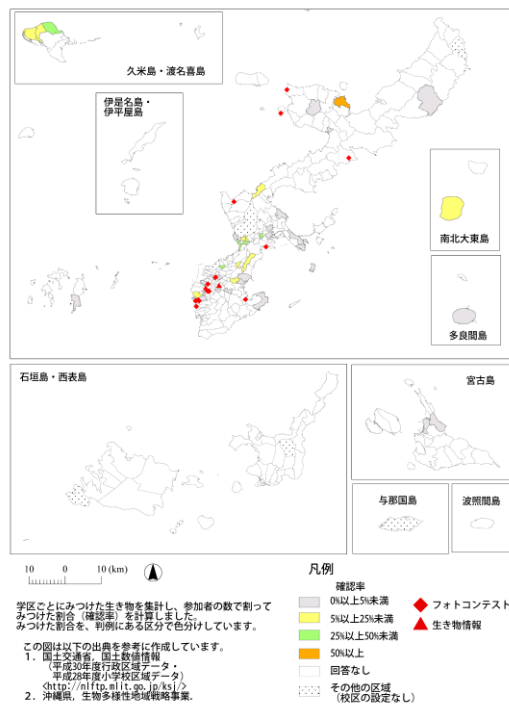 久米島・渡名喜島
伊是名島・
伊平屋島
南北大東島
多良間島
石垣島・西表島
宮古島
与那国島
波照間島
10 0 10 (km)
学区ごとにみつけた生き物を集計し、参加者の数で割って
みつけた割合（確認率）を計算しました。
みつけた割合を、判例にある区分で色分けしています。
この図は以下の出典を参考に作成しています。
1. 国土交通省, 国土数値情報
（平成30年度行政区域データ・
平成28年度小学校区域データ）
<http://nlftp.mlit.go.jp/ksj/>
2. 沖縄県, 生物多様性地域戦略事業.
凡例
確認率
0%以上5%未満
5%以上25%未満
25%以上50%未満
50%以上
回答なし
その他の区域
（校区の設定なし）
フォトコンテスト
生き物情報